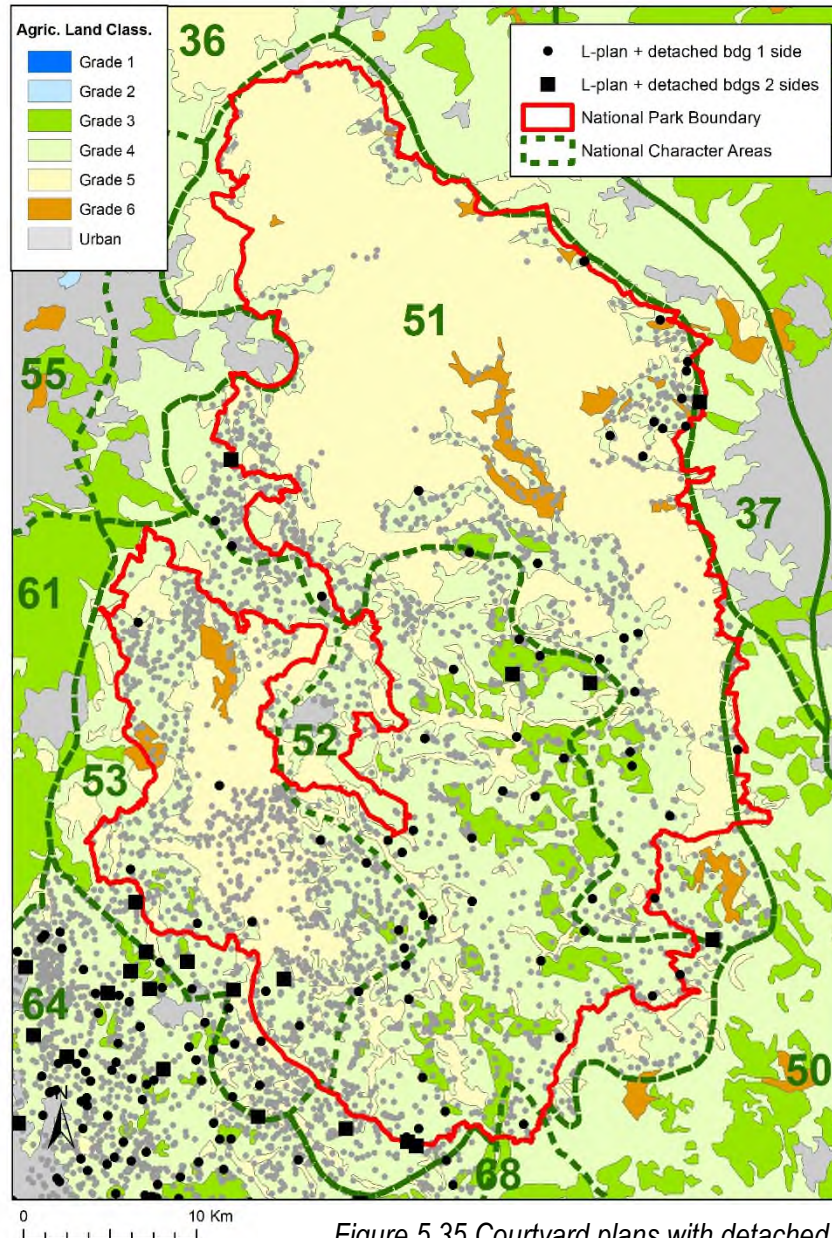 Agric. Land Class.
Grade 1
Grade 2
Grade 3
Grade 4
Grade 5
Grade 6
Urban
L-plan + detached bdg 1 side
L-plan + detached bdgs 2 sides
National Park Boundary
National Character Areas
36
51
55
37
61
52
53
64
50
68
N
0 10 Km
Figure 5.35 Courtyard plans with detached